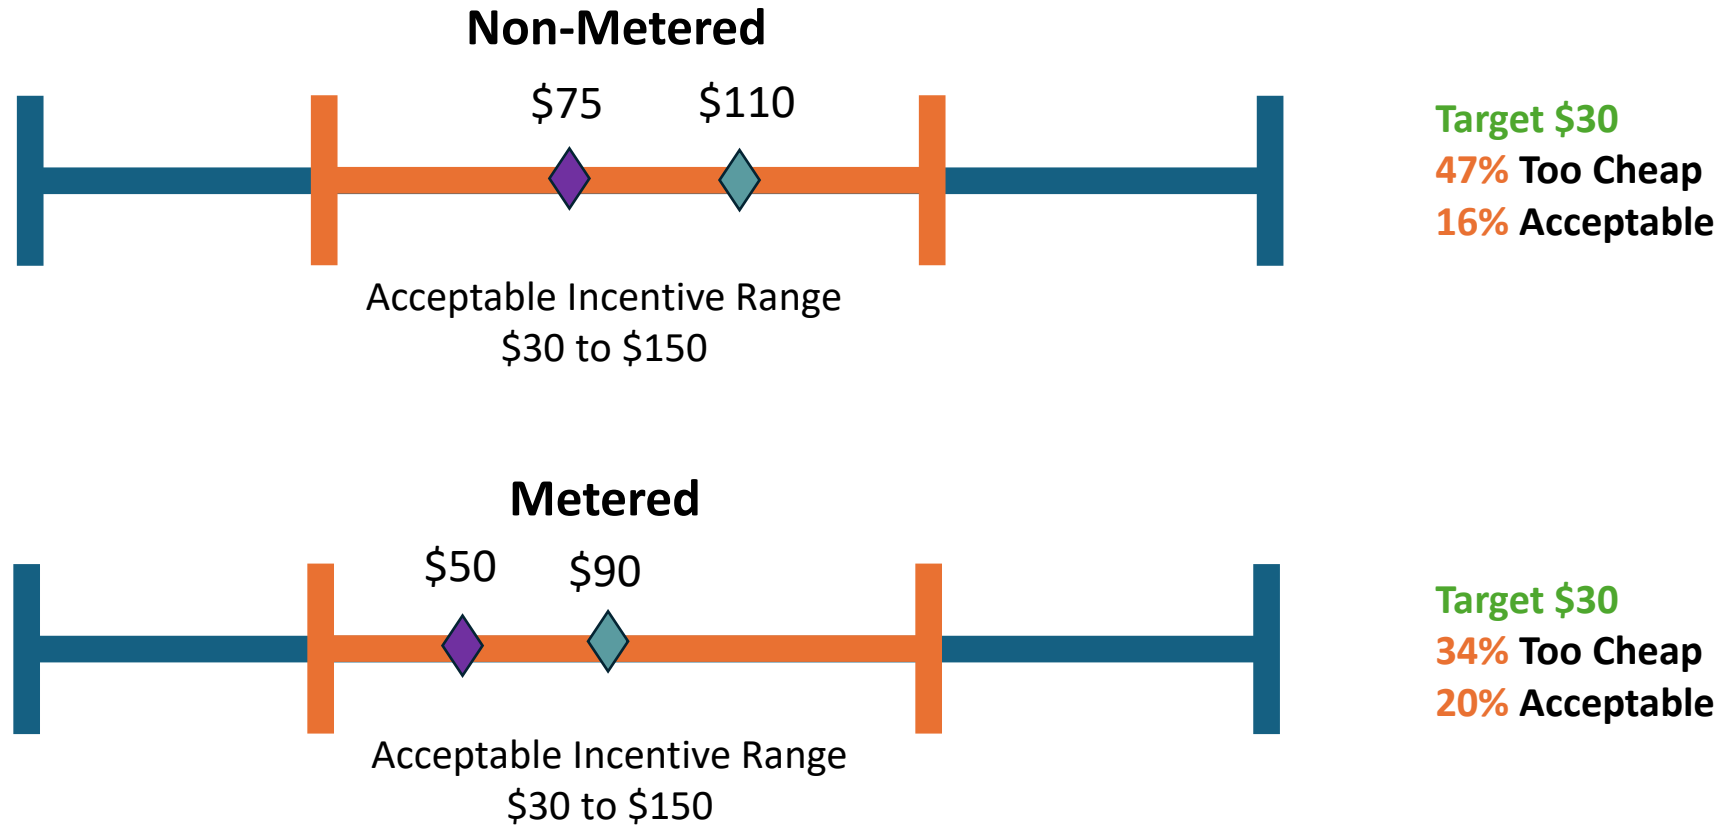 Non-Metered
$75
$110
Target $30
47% Too Cheap
16% Acceptable
Acceptable Incentive Range
$30 to $150
Metered
$50
$90
Target $30
34% Too Cheap
20% Acceptable
Acceptable Incentive Range
$30 to $150